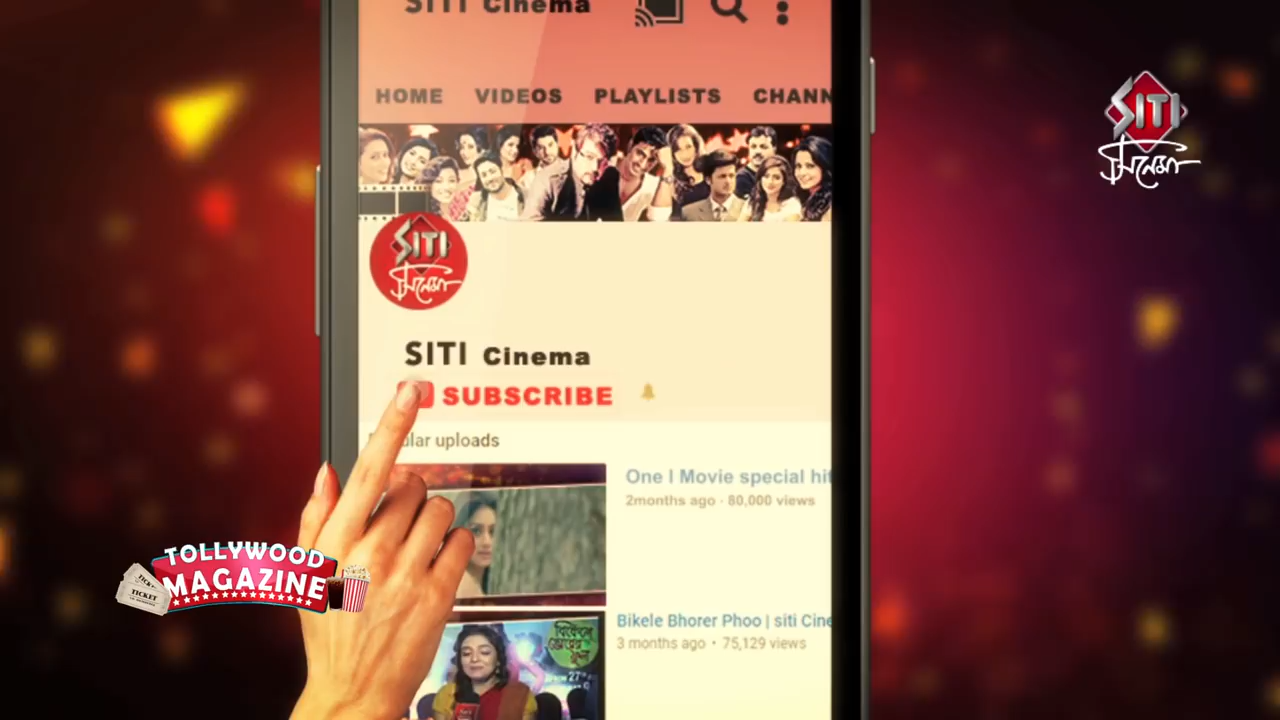 SITI Cinema
HOME VIDEOS PLAYLISTS CHANN
SITI
সিনেমা
SITI
সিনেমা
SITI Cinema
SUBSCRIBE
ular uploads
One I Movie special hit
2months ago · 80,000 views
TOLLYWOOD
MAGAZINE
TICKET
Bikele Bhorer Phoo | siti Cine
3 months ago • 75,129 views
বিকেলে
ভোরের
ফুল